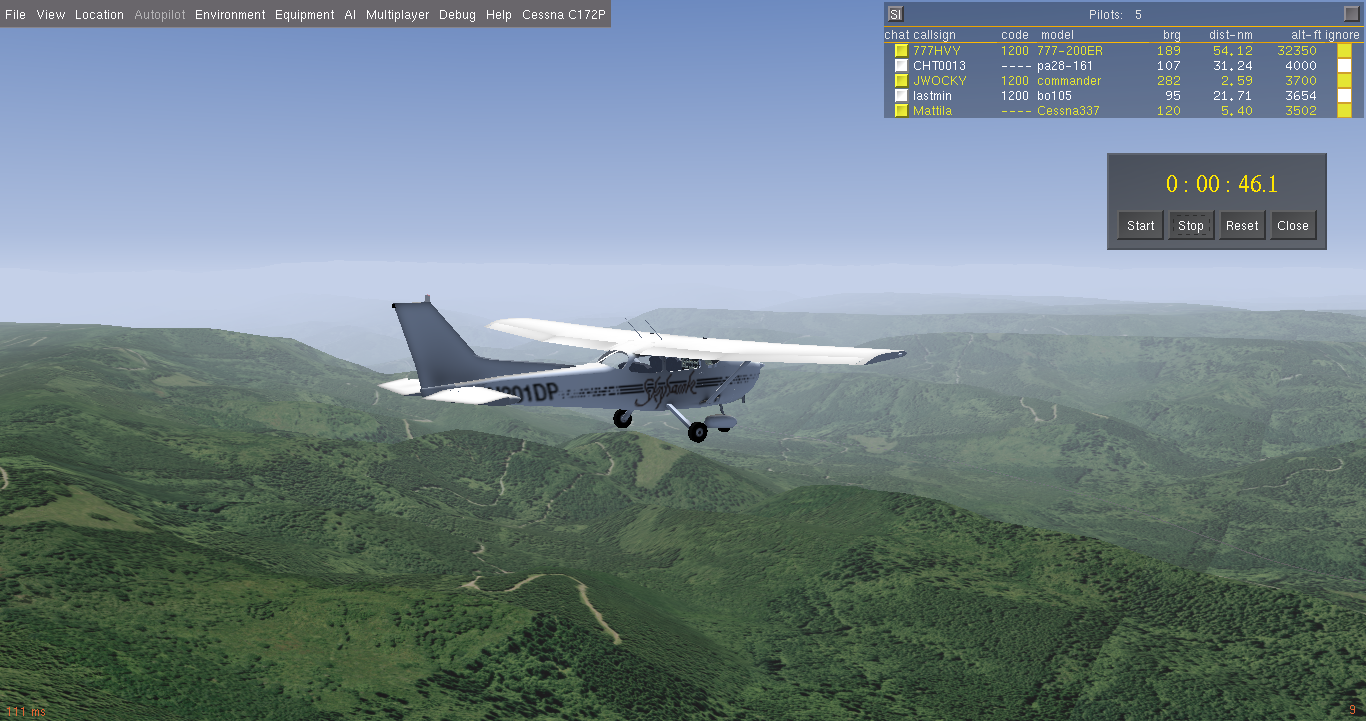 File View Location Autopilot Environment Equipment AI Multiplayer Debug Help Cessna C172P
SI Pilots: 5
chat callsign code model brg dist-nm alt-ft ignore
777HVY 1200 777-200ER 189 54.12 32350
CHT0013 ---- pa28-161 107 31.24 4000
JWOCKY 1200 commander 282 2.59 3700
lastmin 1200 bo105 95 21.71 3654
Mattila ---- Cessna337 120 5.40 3502
0 : 00 : 46.1
Start Stop Reset Close
Skyhawk
111 ms
9